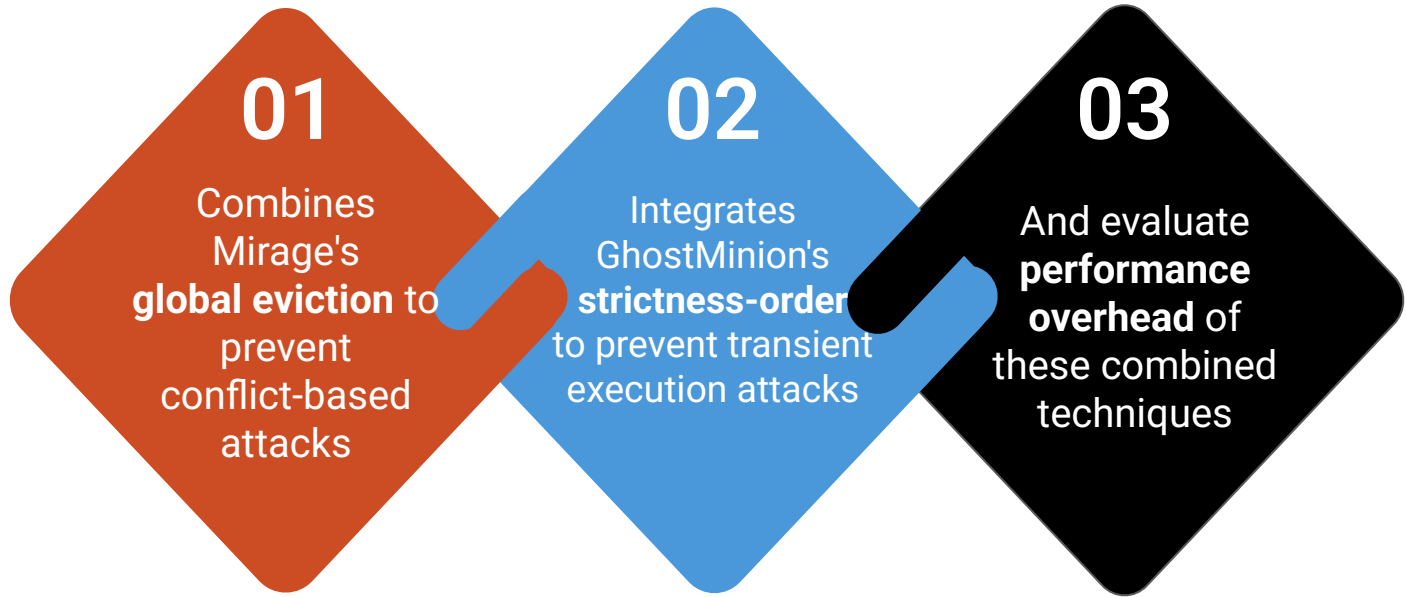 01
Combines
Mirage's
global eviction to
prevent
conflict-based
attacks
02
Integrates
GhostMinion's
strictness-order
to prevent transient
execution attacks
03
And evaluate
performance
overhead of
these combined
techniques